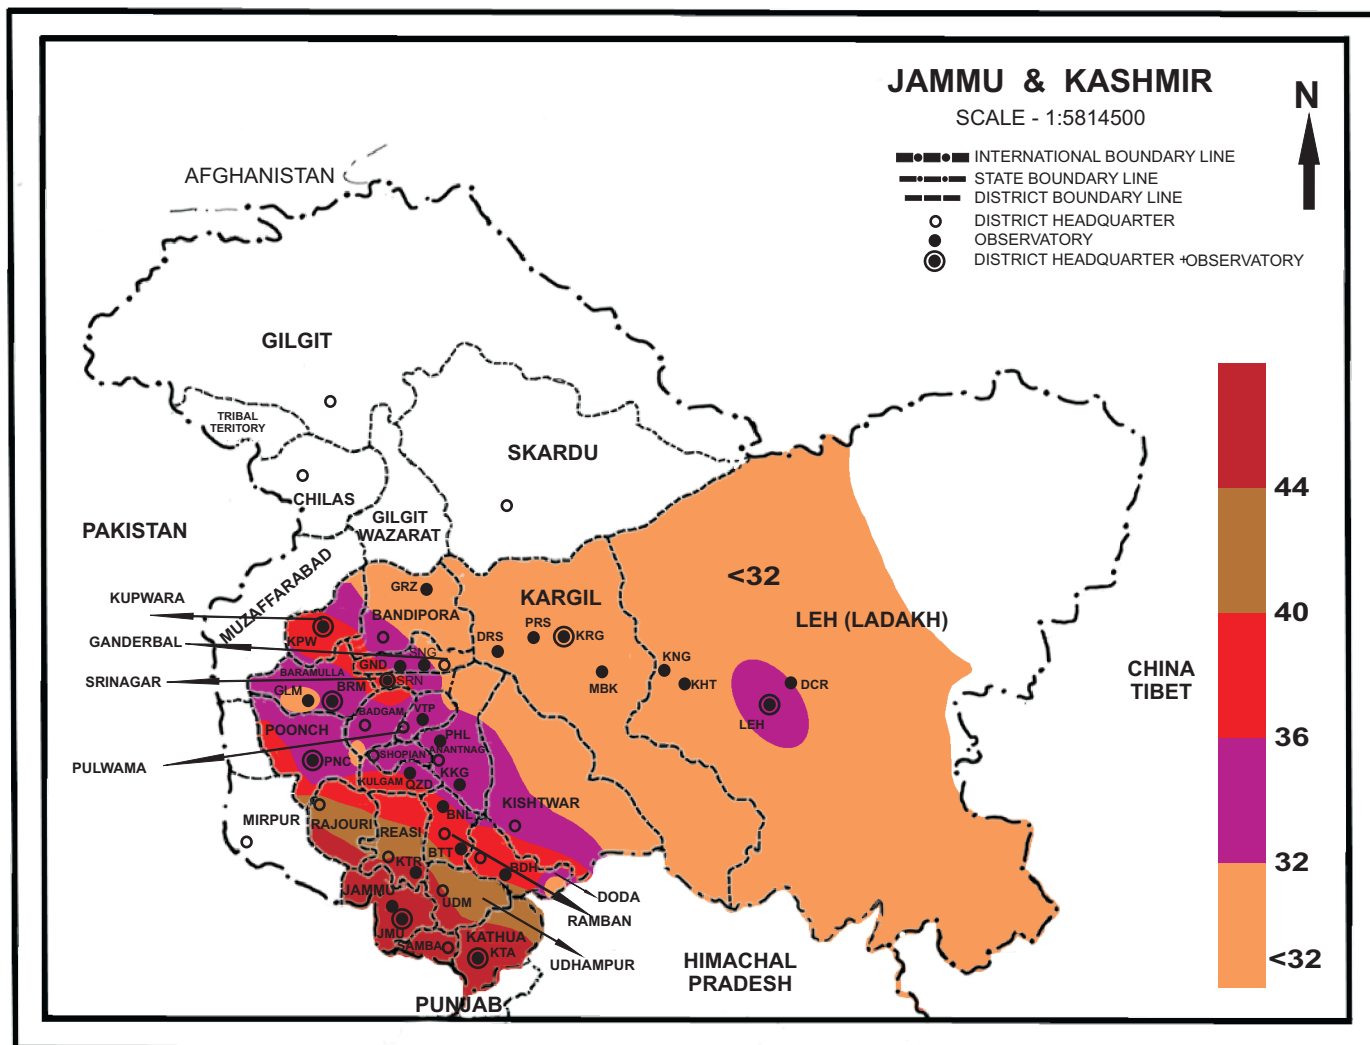 JAMMU & KASHMIR
SCALE - 1:5814500
N
INTERNATIONAL BOUNDARY LINE
STATE BOUNDARY LINE
DISTRICT BOUNDARY LINE
DISTRICT HEADQUARTER
OBSERVATORY
DISTRICT HEADQUARTER +OBSERVATORY
AFGHANISTAN
GILGIT
TRIBAL
TERITORY
SKARDU
CHILAS
GILGIT
WAZARAT
PAKISTAN
MUZAFFARABAD
KUPWARA
GANDERBAL
SRINAGAR
PULWAMA
GRZ
BANDIPORA
KPW
SNG
GND
SRN
BARAMULLA
BRM
GLM
BADGAM
VTP
POONCH
PHL
ANANTNAG
SHOPIAN
PNC
KKG
KULGAM
QZD
KARGIL
PRS
KRG
DRS
MBK
<32
LEH (LADAKH)
KNG
KHT
DCR
LEH
CHINA
TIBET
MIRPUR
RAJOURI
REASI
BNL
KISHTWAR
BTT
KTR
BDH
JAMMU
UDM
DODA
RAMBAN
JMU
SAMBA
KATHUA
KTA
UDHAMPUR
HIMACHAL
PRADESH
PUNJAB
44
40
36
32
<32